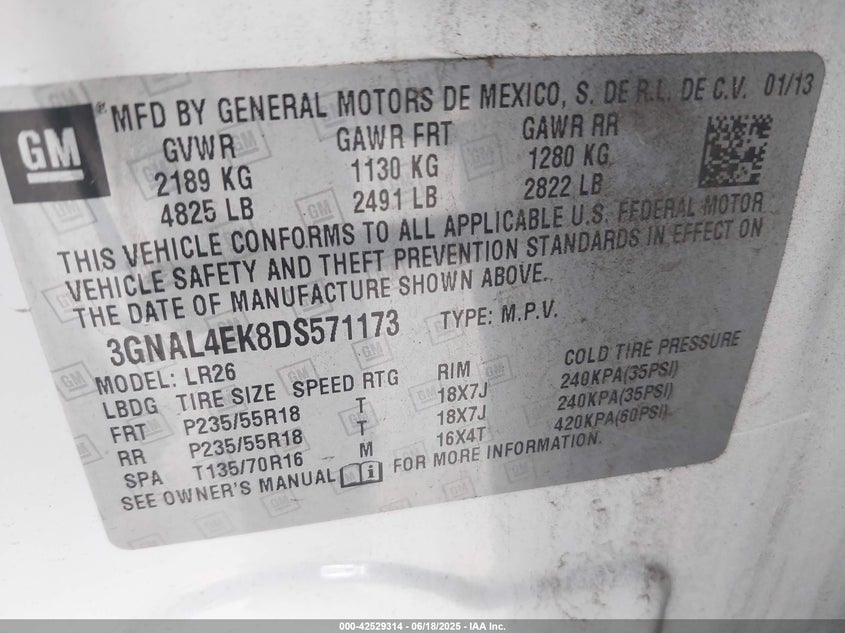 GM
MFD BY GENERAL MOTORS DE MEXICO, S. DE R.L. DE C.V. 01/13
GVWR GAWR FRT GAWR RR
2189 KG 1130 KG 1280 KG
4825 LB 2491 LB 2822 LB
THIS VEHICLE CONFORMS TO ALL APPLICABLE U.S. FEDERAL MOTOR
VEHICLE SAFETY AND THEFT PREVENTION STANDARDS IN EFFECT ON
THE DATE OF MANUFACTURE SHOWN ABOVE.
3GNAL4EK8DS571173 TYPE: M.P.V.
MODEL: LR26
LBDG TIRE SIZE SPEED RTG RIM COLD TIRE PRESSURE
FRT P235/55R18 T 18X7J 240KPA(35PSI)
RR P235/55R18 T 18X7J 240KPA(35PSI)
SPA T135/70R16 M 16X4T 420KPA(60PSI)
SEE OWNER'S MANUAL FOR MORE INFORMATION.
000-42529314 - 06/18/2025 - IAA Inc.